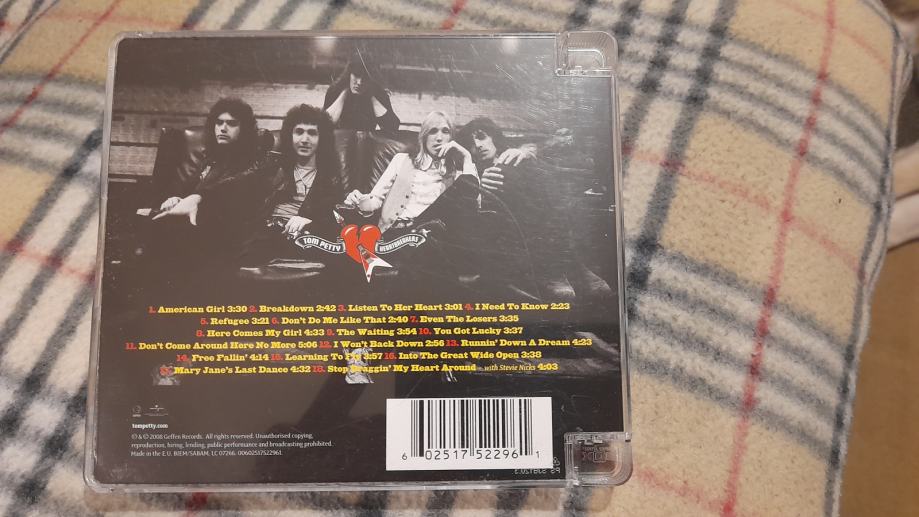 TOM PETTY HEARTBREAKERS
1. American Girl 3:30 2. Breakdown 2:42 3. Listen To Her Heart 3:01 4. I Need To Know 2:23
5. Refugee 3:21 6. Don't Do Me Like That 2:40 7. Even The Losers 3:35
8. Here Comes My Girl 4:33 9. The Waiting 3:54 10. You Got Lucky 3:37
11. Don't Come Around Here No More 5:06 12. I Won't Back Down 2:56 13. Runnin' Down A Dream 4:23
14. Free Fallin' 4:14 15. Learning To Fly 3:57 16. Into The Great Wide Open 3:38
Mary Jane's Last Dance 4:32 18. Stop Draggin' My Heart Around - with Stevie Nicks 4:03
tompetty.com
℗ & © 2008 Geffen Records. All rights reserved. Unauthorised copying,
reproduction, hiring, lending, public performance and broadcasting prohibited.
Made in the E.U. BIEM/SABAM. LC 07266. 00602517522961.
6 02517 52296 1